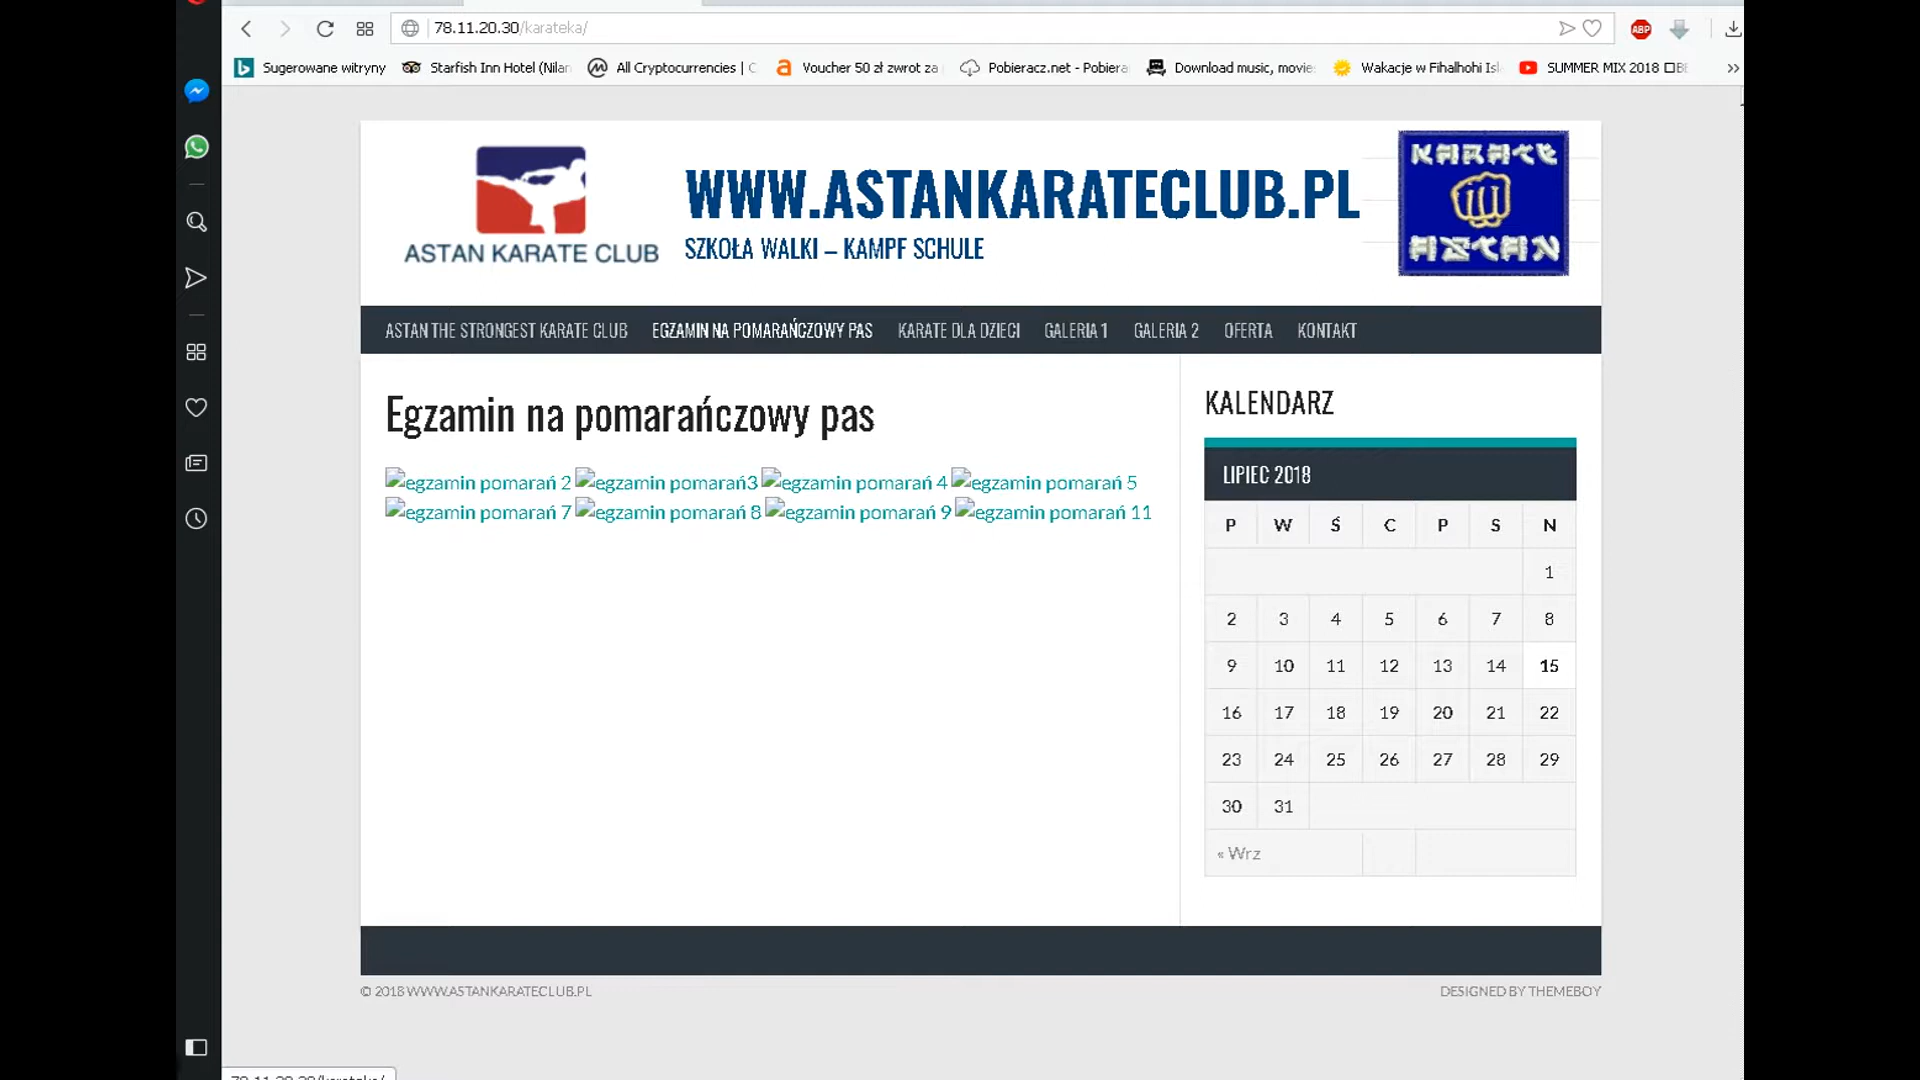 78.11.20.30/karateka/
ABP
Sugerowane witryny
Starfish Inn Hotel (Nilan
All Cryptocurrencies | C
Voucher 50 zł zwrot za
Pobieracz.net - Pobiera
Download music, movie
Wakacje w Fihalhohi Isl
SUMMER MIX 2018
»
ASTAN KARATE CLUB
WWW.ASTANKARATECLUB.PL
SZKOŁA WALKI – KAMPF SCHULE
KARATE
ASTAN
ASTAN THE STRONGEST KARATE CLUB
EGZAMIN NA POMARAŃCZOWY PAS
KARATE DLA DZIECI
GALERIA 1
GALERIA 2
OFERTA
KONTAKT
Egzamin na pomarańczowy pas
egzamin pomarań 2 egzamin pomarań3 egzamin pomarań 4 egzamin pomarań 5
egzamin pomarań 7 egzamin pomarań 8 egzamin pomarań 9 egzamin pomarań 11
KALENDARZ
LIPIEC 2018
P W Ś C P S N
1
2 3 4 5 6 7 8
9 10 11 12 13 14 15
16 17 18 19 20 21 22
23 24 25 26 27 28 29
30 31
« Wrz
© 2018 WWW.ASTANKARATECLUB.PL
DESIGNED BY THEMEBOY